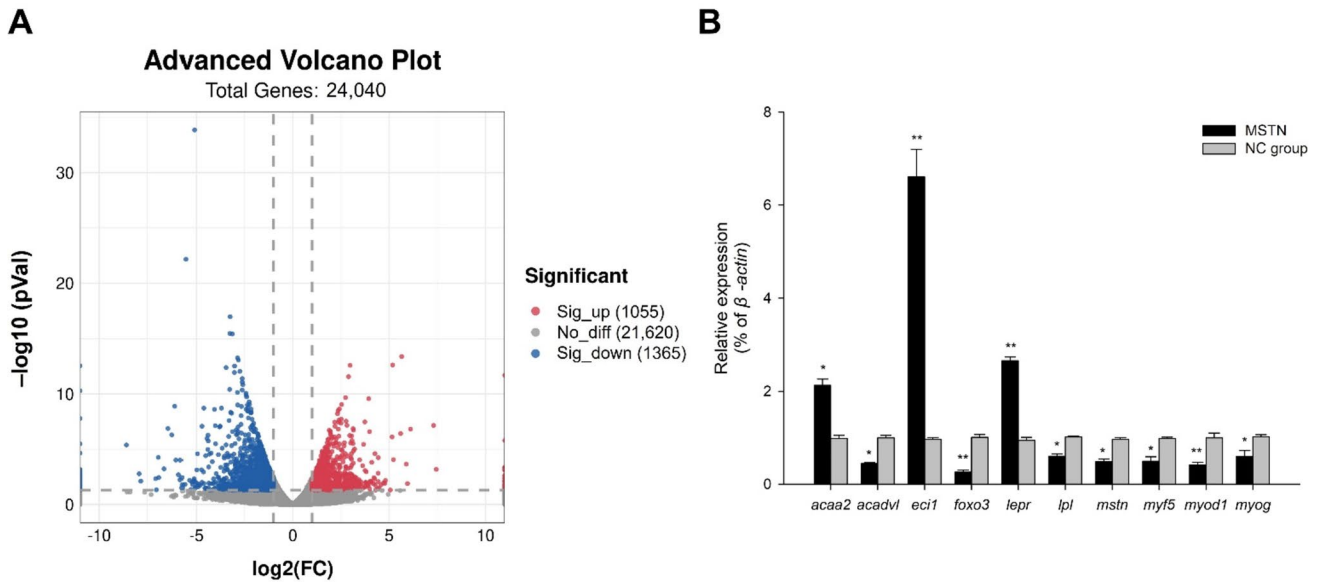 A
Advanced Volcano Plot
Total Genes: 24,040
30
20
10
0
-10
-5
0
5
10
−log10 (pVal)
log2(FC)
Significant
Sig_up (1055)
No_diff (21,620)
Sig_down (1365)
B
8
6
4
2
0
Relative expression
(% of β -actin)
MSTN
NC group
*
*
**
**
**
*
*
*
**
*
acaa2 acadvl eci1 foxo3 lepr lpl mstn myf5 myod1 myog